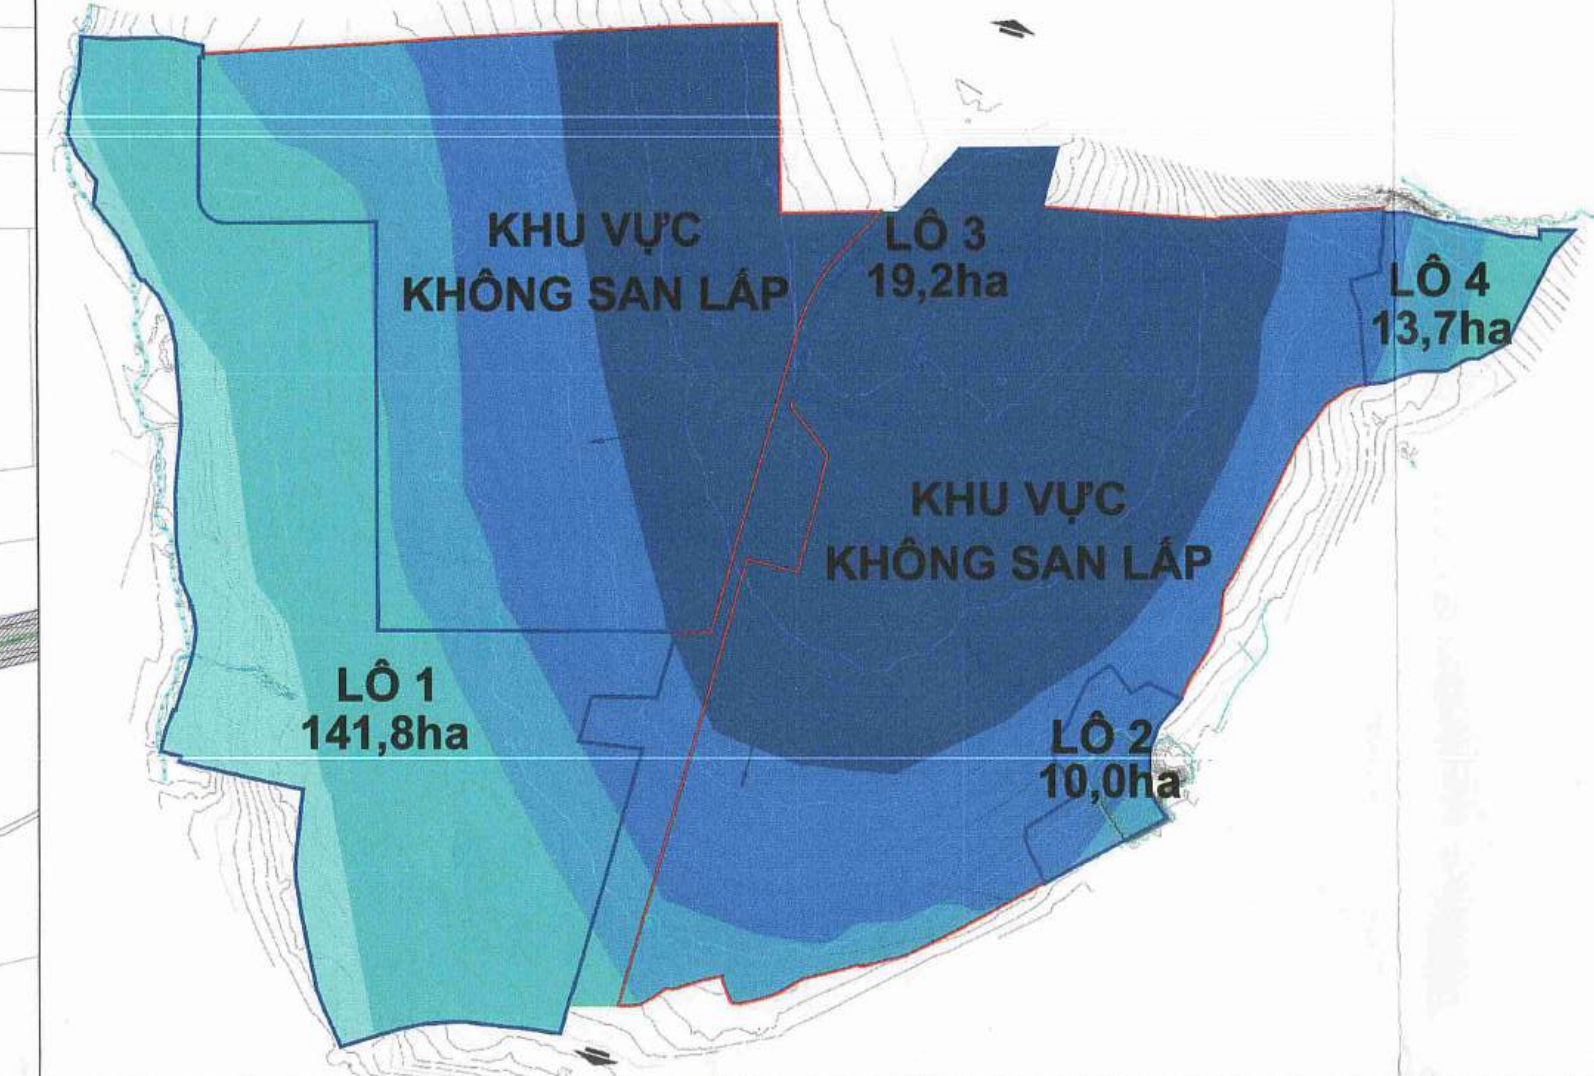 KHU VỰC
KHÔNG SAN LẤP
LÔ 3
19,2ha
LÔ 4
13,7ha
KHU VỰC
KHÔNG SAN LẤP
LÔ 1
141,8ha
LÔ 2
10,0ha